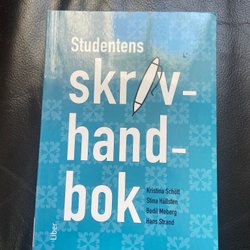 Studentens
skriv-
hand-
bok
Kristina Schött
Stina Hållsten
Bodil Moberg
Hans Strand
Liber